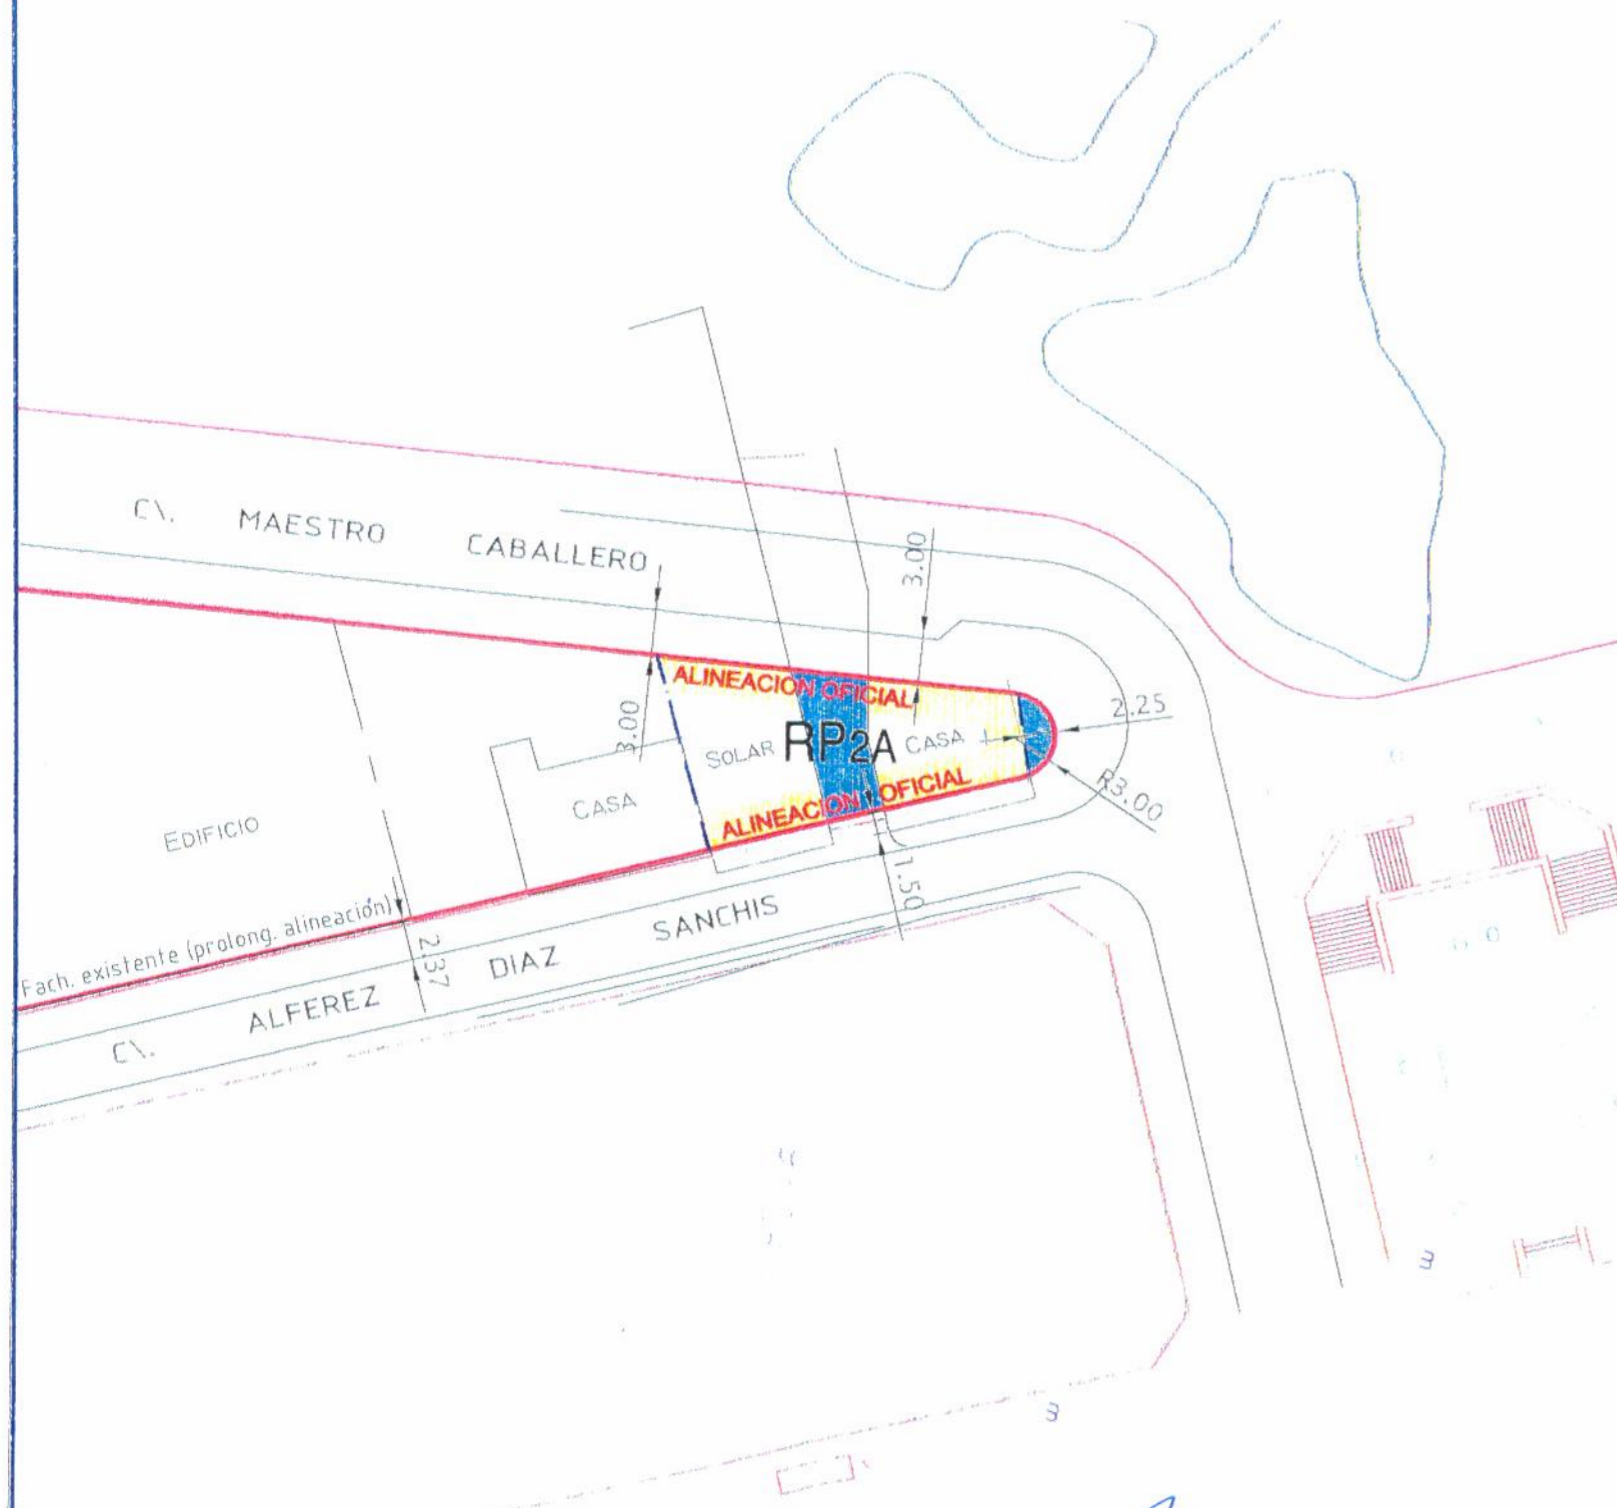 C\. MAESTRO CABALLERO
3.00
3.00
ALINEACION OFICIAL
2.25
SOLAR
RP2A
CASA
R3.00
CASA
ALINEACION OFICIAL
EDIFICIO
1.50
Fach. existente (prolong. alineación)
2.37
C\. ALFEREZ DIAZ SANCHIS